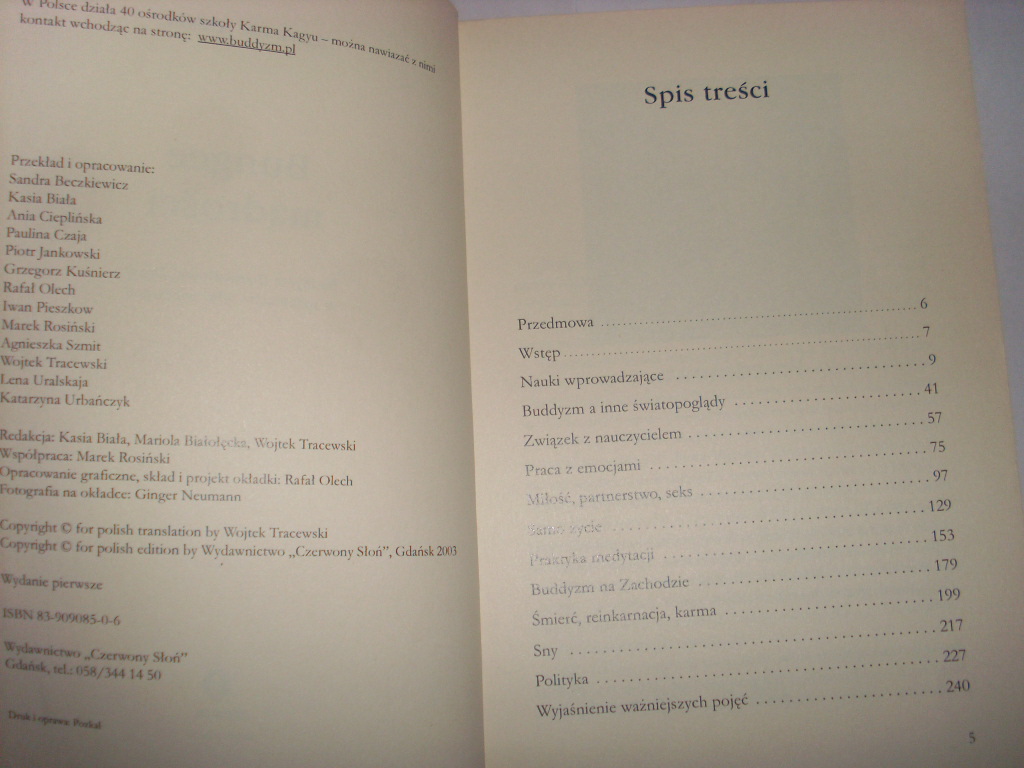 W Polsce działa 40 ośrodków szkoły Karma Kagyu – można nawiązać z nimi
kontakt wchodząc na stronę: www.buddyzm.pl
Przekład i opracowanie:
Sandra Beczkiewicz
Kasia Biała
Ania Cieplińska
Paulina Czaja
Piotr Jankowski
Grzegorz Kuśnierz
Rafał Olech
Iwan Pieszkow
Marek Rosiński
Agnieszka Szmit
Wojtek Tracewski
Lena Uralskaja
Katarzyna Urbańczyk
Redakcja: Kasia Biała, Mariola Białołęcka, Wojtek Tracewski
Współpraca: Marek Rosiński
Opracowanie graficzne, skład i projekt okładki: Rafał Olech
Fotografia na okładce: Ginger Neumann
Copyright © for polish translation by Wojtek Tracewski
Copyright © for polish edition by Wydawnictwo „Czerwony Słoń”, Gdańsk 2003
Wydanie pierwsze
ISBN 83-909085-0-6
Wydawnictwo „Czerwony Słoń”
Gdańsk, tel.: 058/344 14 50
Druk i oprawa: Pozkal
Spis treści
Przedmowa 6
Wstęp 7
Nauki wprowadzające 9
Buddyzm a inne światopoglądy 41
Związek z nauczycielem 57
Praca z emocjami 75
Miłość, partnerstwo, seks 97
życie 129
Praktyka medytacji 153
Buddyzm na Zachodzie 179
Śmierć, reinkarnacja, karma 199
Sny 217
Polityka 227
Wyjaśnienie ważniejszych pojęć 240
5